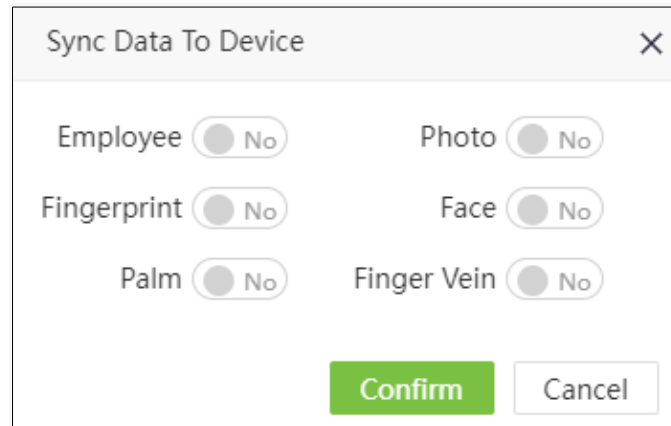 Sync Data To Device
Employee No Photo No
Fingerprint No Face No
Palm No Finger Vein No
Confirm Cancel